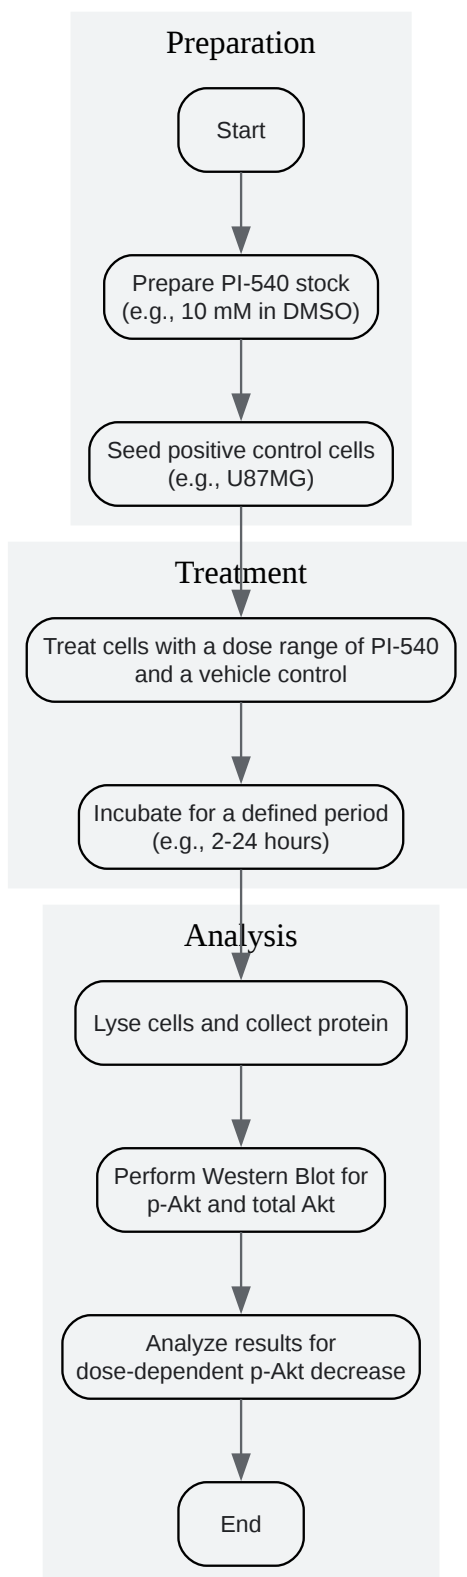 Preparation
Start
Prepare PI-540 stock
(e.g., 10 mM in DMSO)
Seed positive control cells
(e.g., U87MG)
Treatment
Treat cells with a dose range of PI-540
and a vehicle control
Incubate for a defined period
(e.g., 2-24 hours)
Analysis
Lyse cells and collect protein
Perform Western Blot for
p-Akt and total Akt
Analyze results for
dose-dependent p-Akt decrease
End